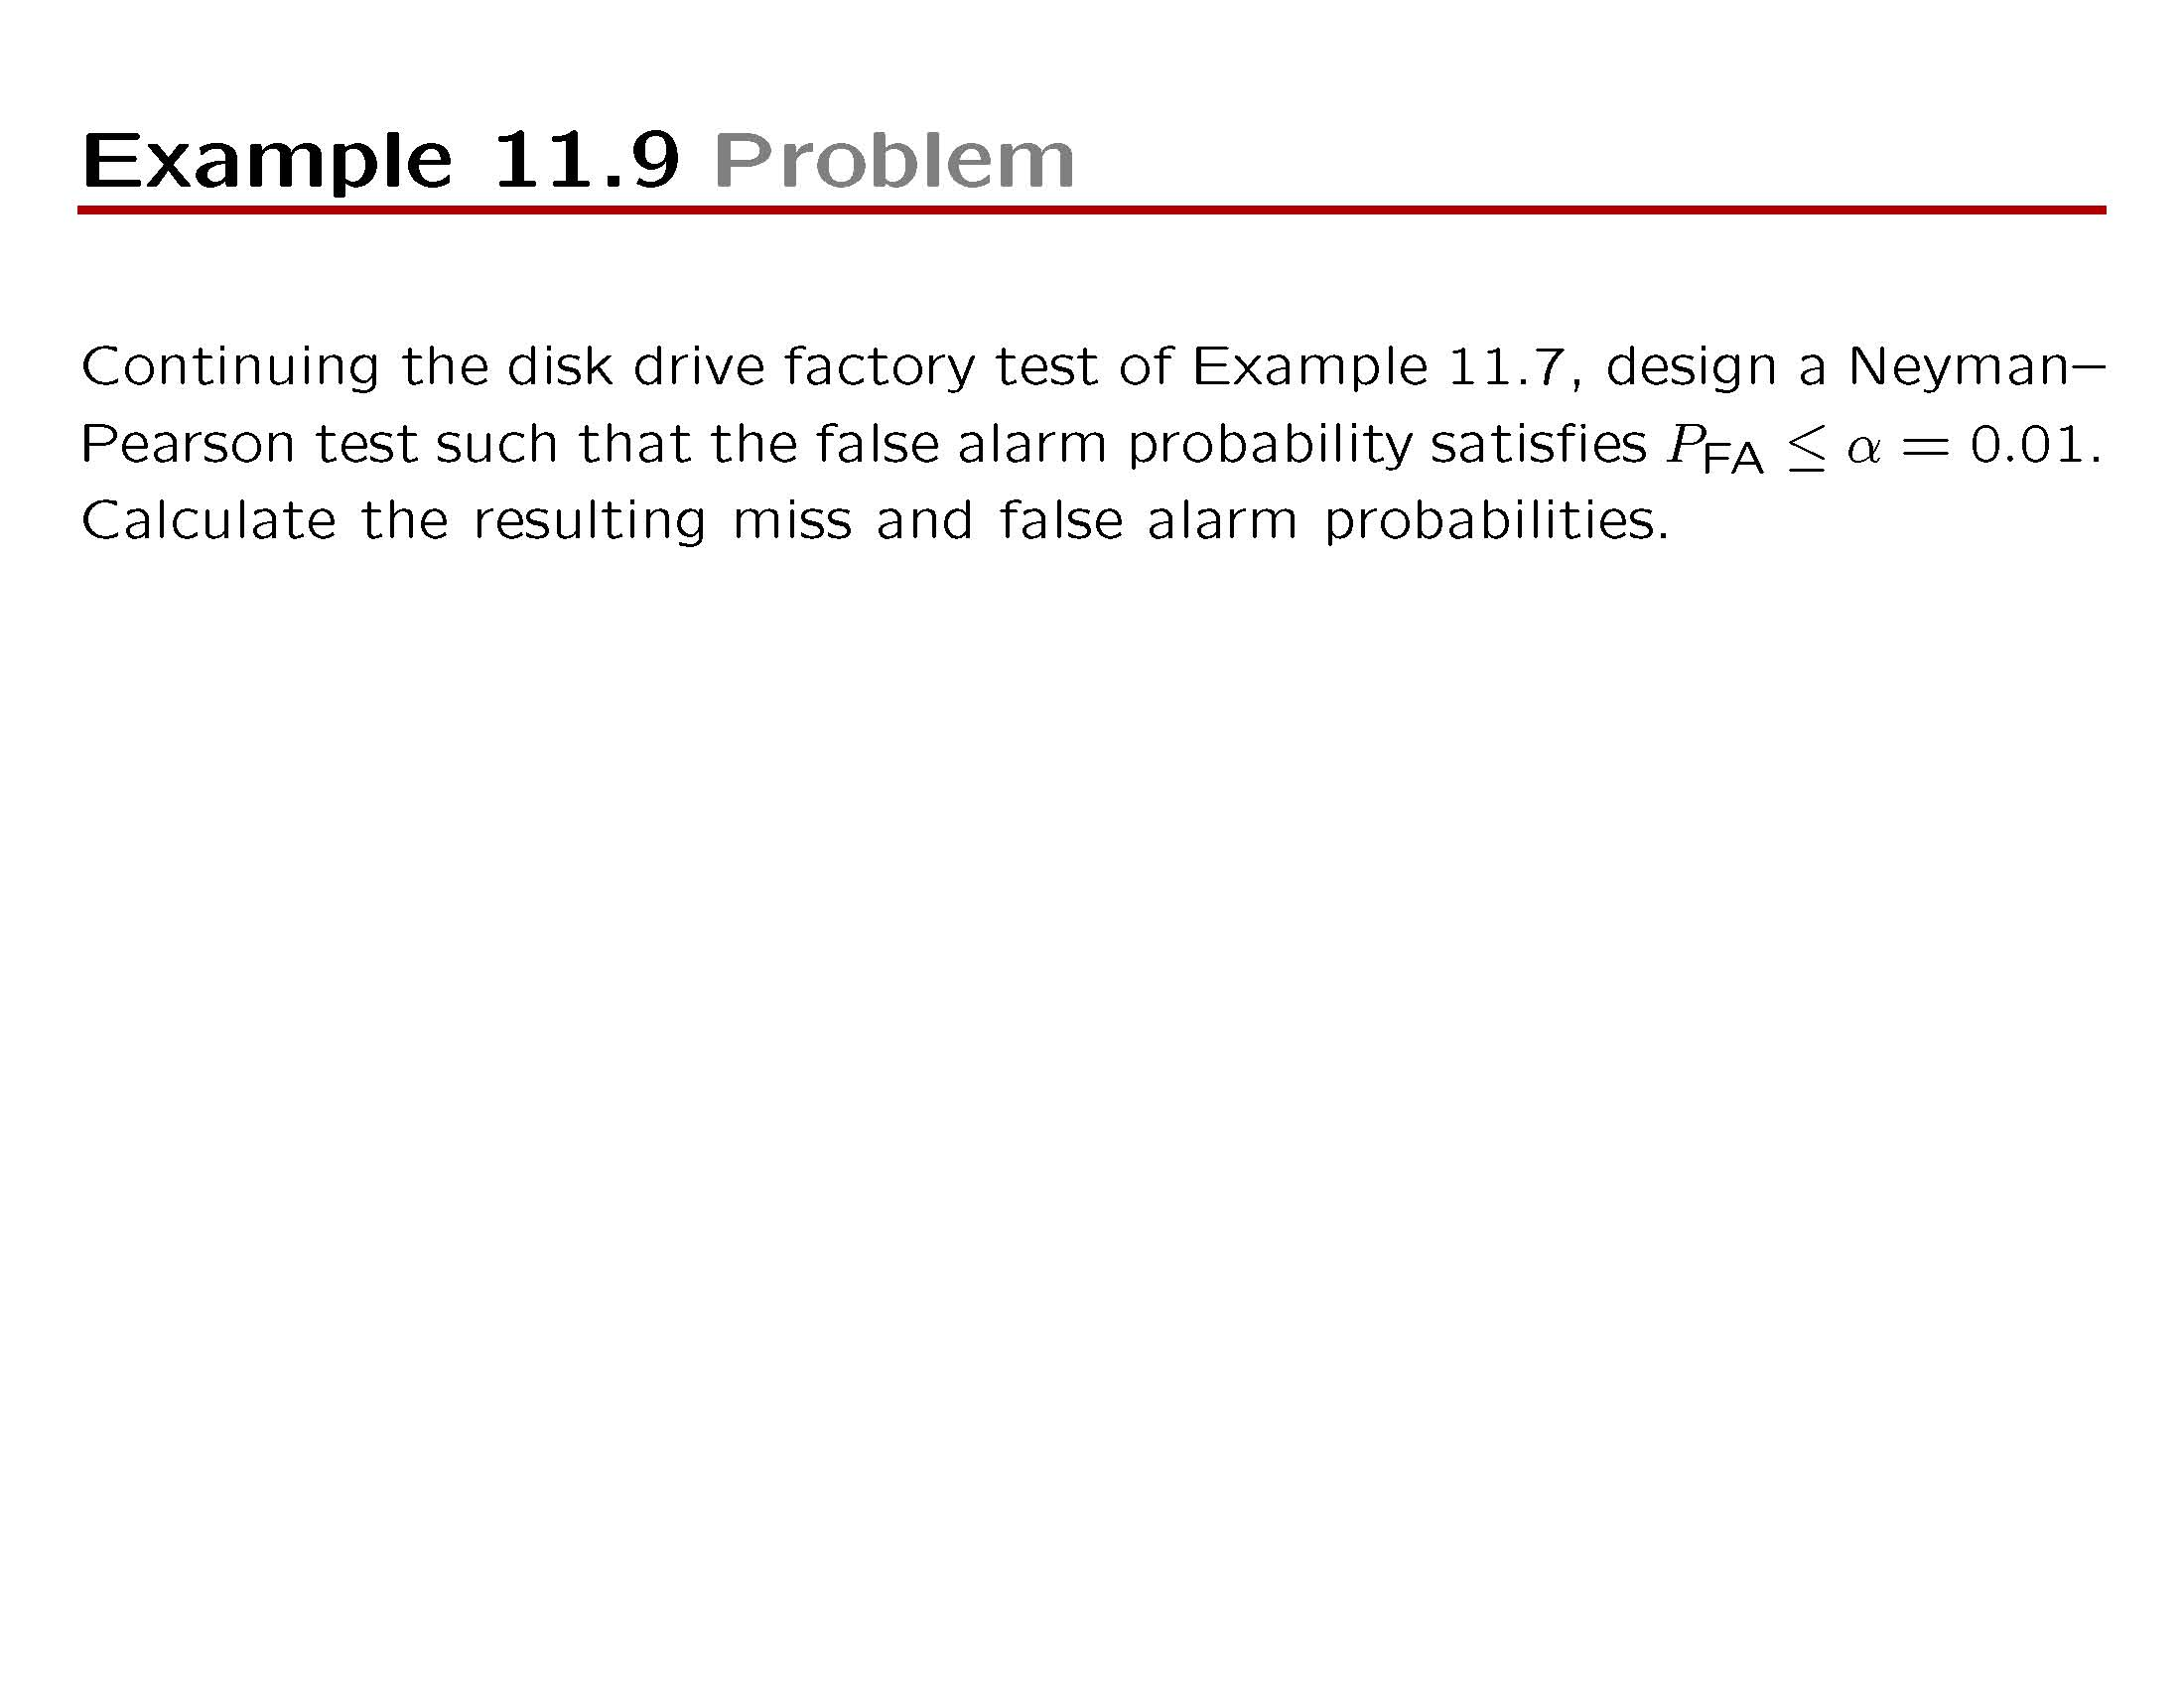 Example 11.9 Problem
Continuing the disk drive factory test of Example 11.7, design a Neyman–
Pearson test such that the false alarm probability satisfies P_FA ≤ α = 0.01.
Calculate the resulting miss and false alarm probabilities.